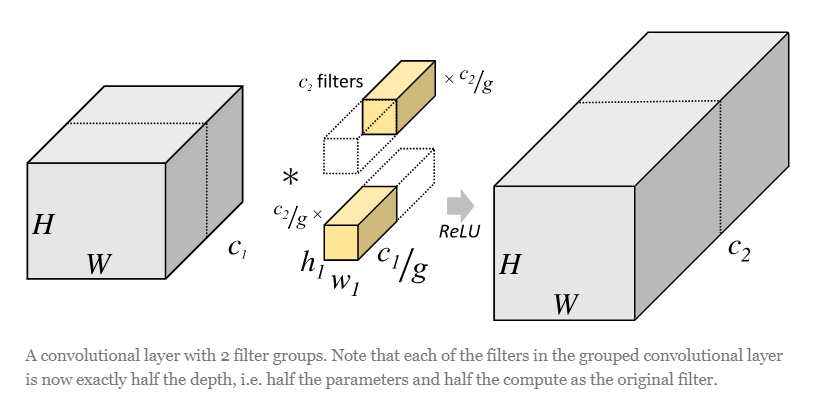 c₂ filters
× c₂/g
*
c₂/g ×
H
W
c₁
h₁
w₁
c₁/g
ReLU
H
W
c₂
A convolutional layer with 2 filter groups. Note that each of the filters in the grouped convolutional layer
is now exactly half the depth, i.e. half the parameters and half the compute as the original filter.